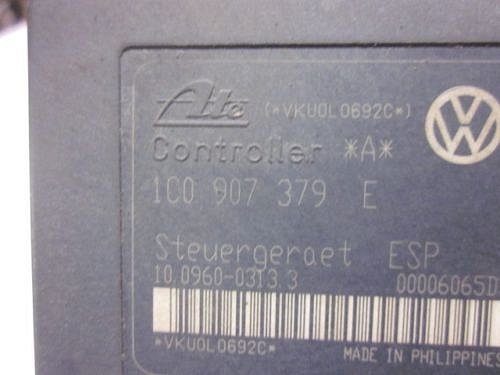 Ate (*VKU0L0692C*)
Controller *A*
1C0 907 379 E
Steuergeraet ESP
10.0960-0313.3 00006065D
*VKU0L0692C* MADE IN PHILIPPINES